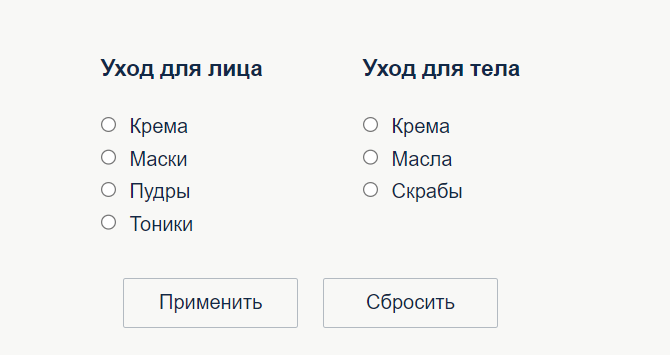 Уход для лица
Крема
Маски
Пудры
Тоники
Уход для тела
Крема
Масла
Скрабы
Применить
Сбросить